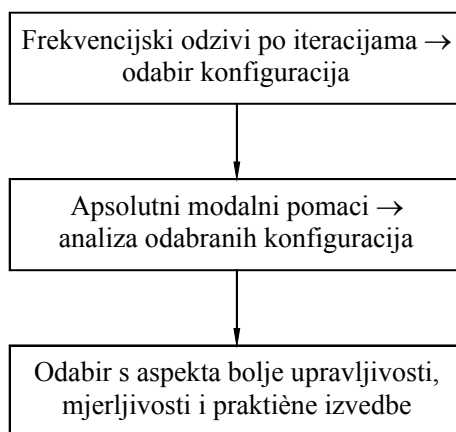 Frekvencijski odzivi po iteracijama →
odabir konfiguracija
Apsolutni modalni pomaci →
analiza odabranih konfiguracija
Odabir s aspekta bolje upravljivosti,
mjerljivosti i praktiène izvedbe